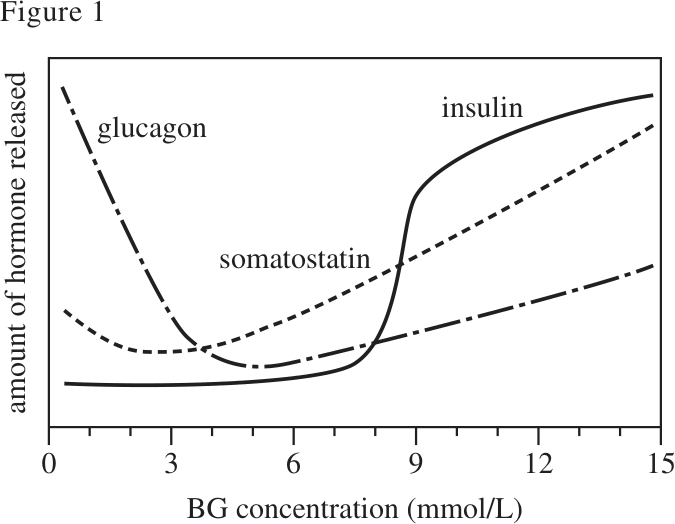 Figure 1
amount of hormone released
glucagon
insulin
somatostatin
0 3 6 9 12 15
BG concentration (mmol/L)